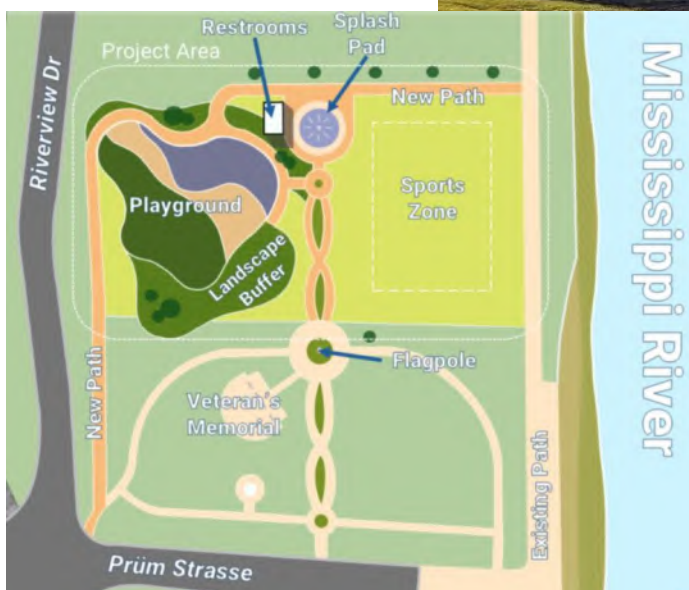 Restrooms
Splash
Pad
Project Area
New Path
Riverview Dr
Mississippi River
Playground
Sports
Zone
Landscape
Buffer
Flagpole
New Path
Veteran's
Memorial
Existing Path
Prüm Strasse